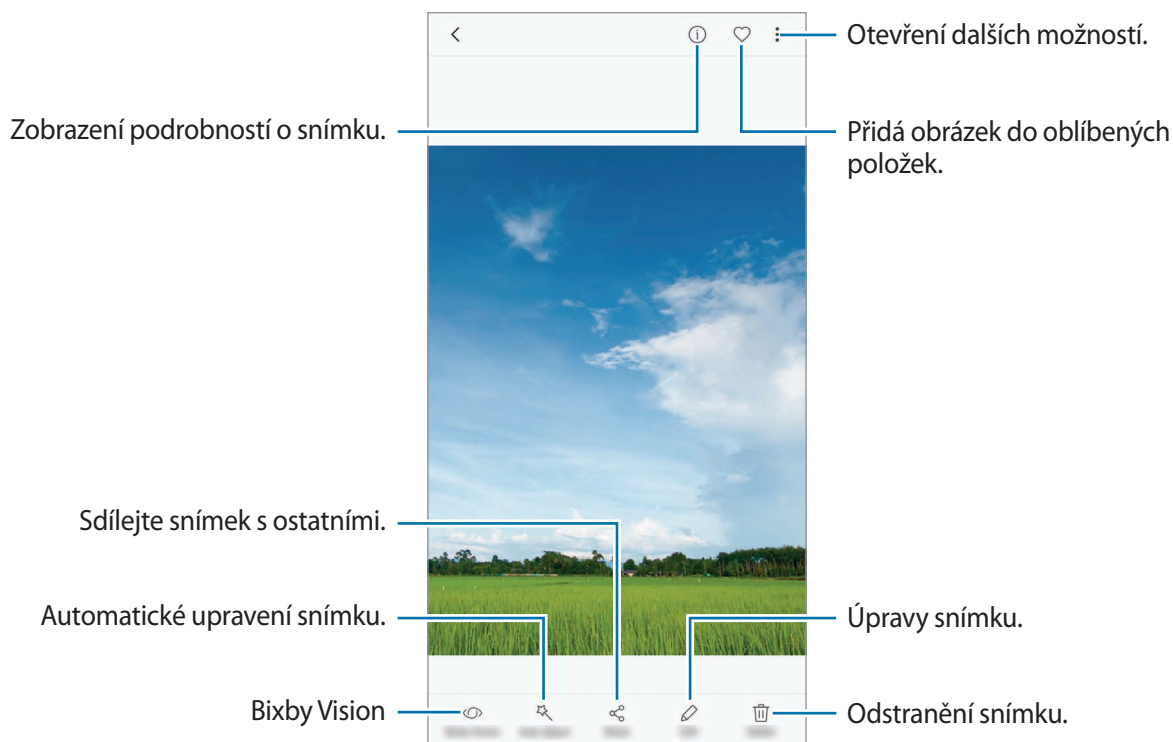 Otevření dalších možností.
Zobrazení podrobností o snímku.
Přidá obrázek do oblíbených
položek.
Sdílejte snímek s ostatními.
Automatické upravení snímku.
Úpravy snímku.
Bixby Vision
Odstranění snímku.